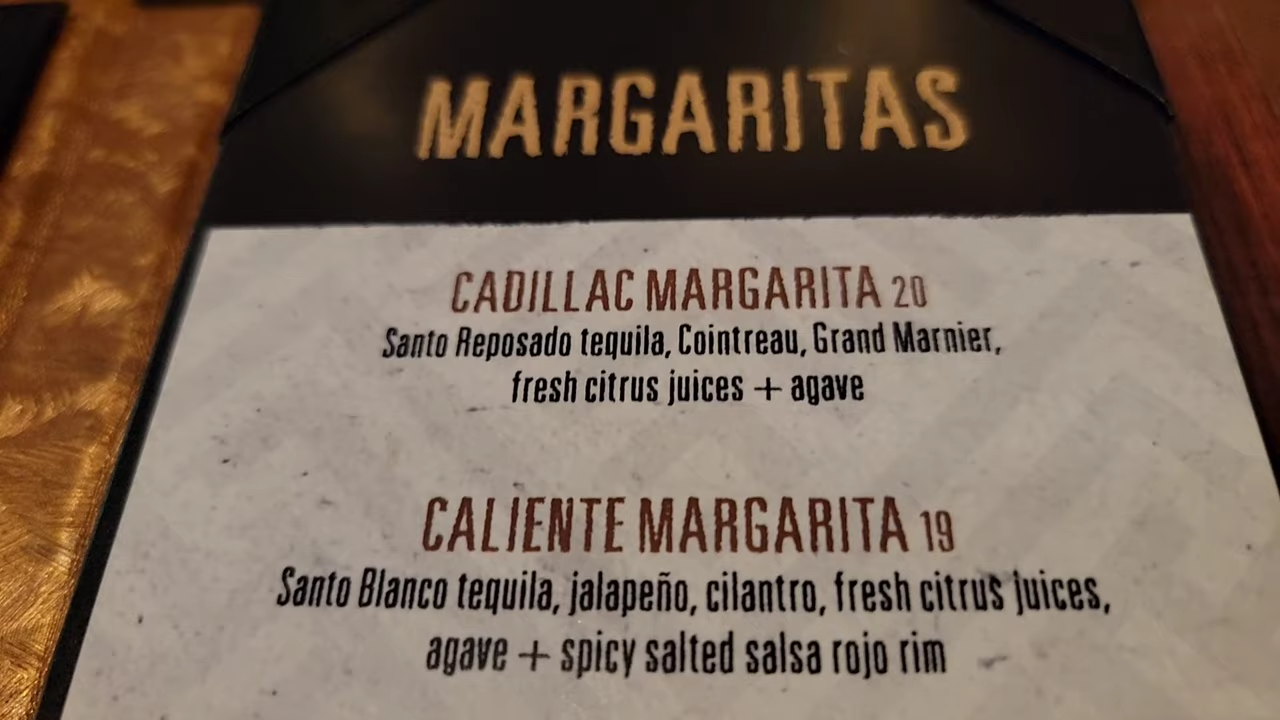 MARGARITAS
CADILLAC MARGARITA 20
Santo Reposado tequila, Cointreau, Grand Marnier,
fresh citrus juices + agave
CALIENTE MARGARITA 19
Santo Blanco tequila, jalapeño, cilantro, fresh citrus juices,
agave + spicy salted salsa rojo rim